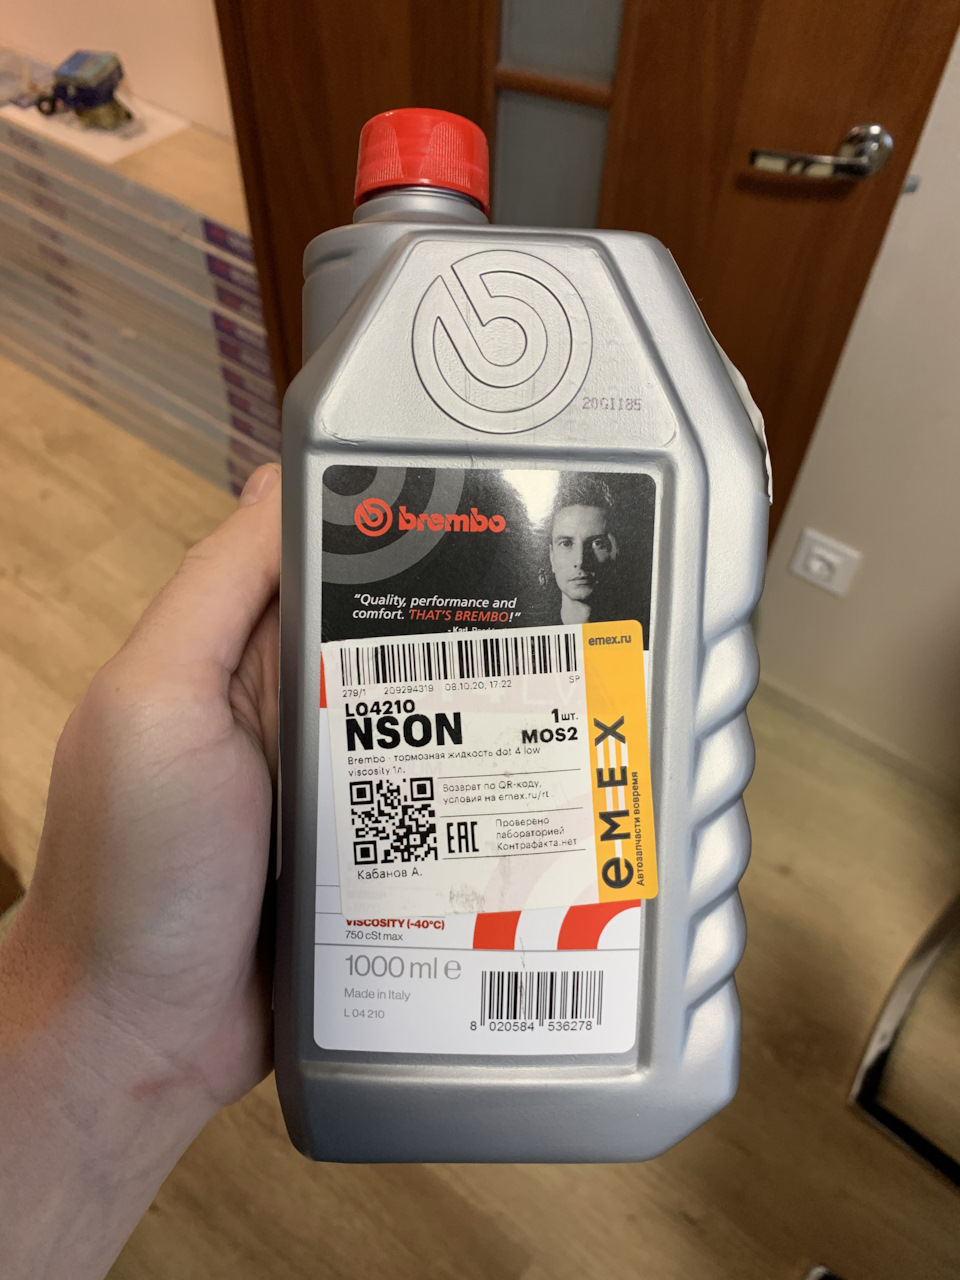 20G1185
brembo
“Quality, performance and
comfort. THAT'S BREMBO!”
emex.ru
279/1 209294319 08.10.20, 17:22 SP
LO4210
NSON
1шт.
MOS2
Brembo - тормозная жидкость dot 4 low
viscosity 1л.
Возврат по QR-коду,
условия на emex.ru/rt
EAC
Проверено
лабораторией
Контрафакта.нет
Кабанов А.
eMEX
Автозапчасти вовремя
VISCOSITY (-40°C)
750 cSt max
1000 ml e
Made in Italy
L 04 210
8 020584 536278